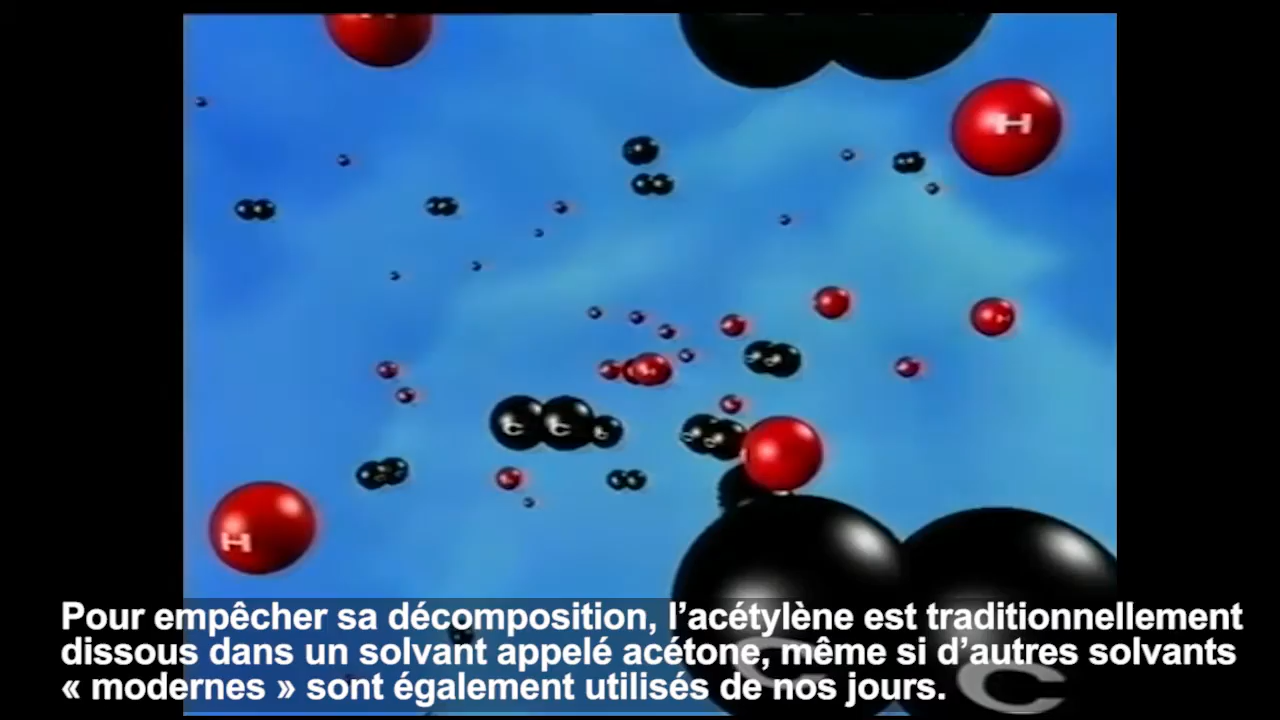 H
H
H
H
C
C
C
C
C
H
C
C
Pour empêcher sa décomposition, l’acétylène est traditionnellement
dissous dans un solvant appelé acétone, même si d’autres solvants
« modernes » sont également utilisés de nos jours.